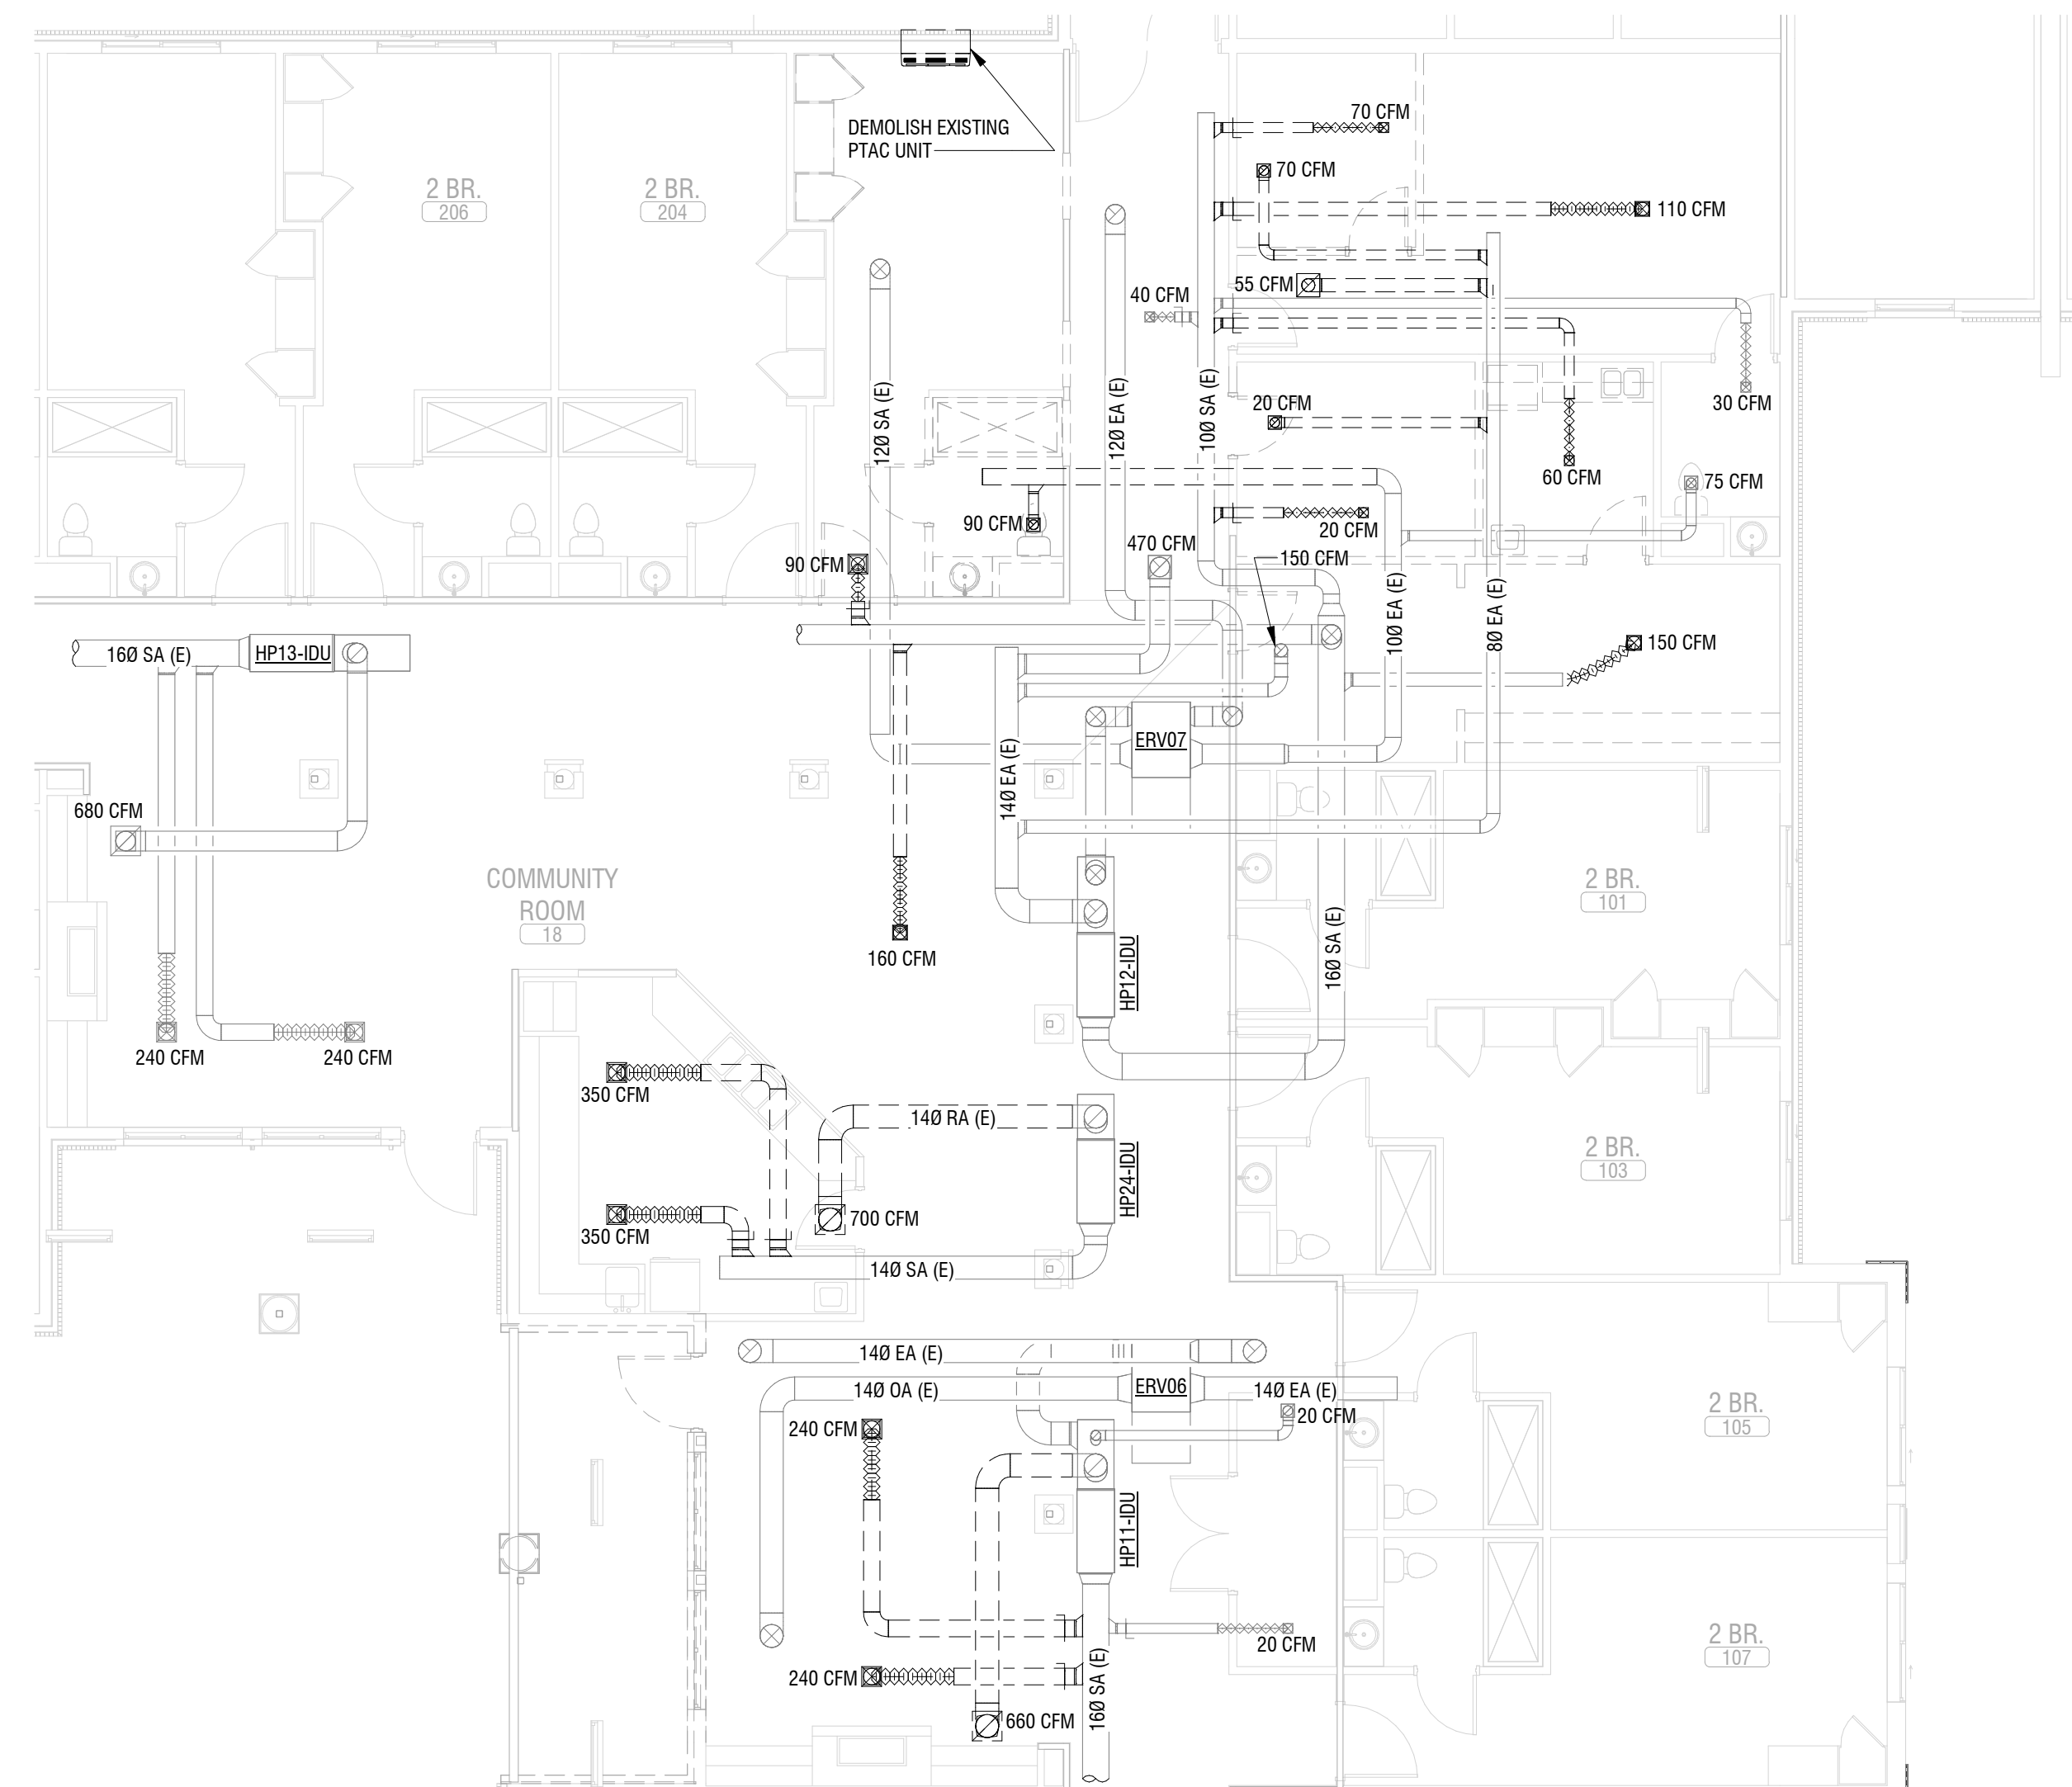 70 CFM
DEMOLISH EXISTING
PTAC UNIT
70 CFM
2 BR.
206
2 BR.
204
110 CFM
55 CFM
40 CFM
12Ø SA (E)
12Ø EA (E)
10Ø SA (E)
20 CFM
30 CFM
60 CFM
75 CFM
90 CFM
20 CFM
470 CFM
150 CFM
90 CFM
10Ø EA (E)
8Ø EA (E)
16Ø SA (E)
HP13-IDU
150 CFM
ERV07
14Ø EA (E)
680 CFM
COMMUNITY
ROOM
18
2 BR.
101
160 CFM
HP12-IDU
16Ø SA (E)
240 CFM
240 CFM
350 CFM
14Ø RA (E)
HP24-IDU
2 BR.
103
700 CFM
350 CFM
14Ø SA (E)
14Ø EA (E)
14Ø OA (E)
ERV06
14Ø EA (E)
20 CFM
2 BR.
105
240 CFM
HP11-IDU
20 CFM
2 BR.
107
240 CFM
16Ø SA (E)
660 CFM